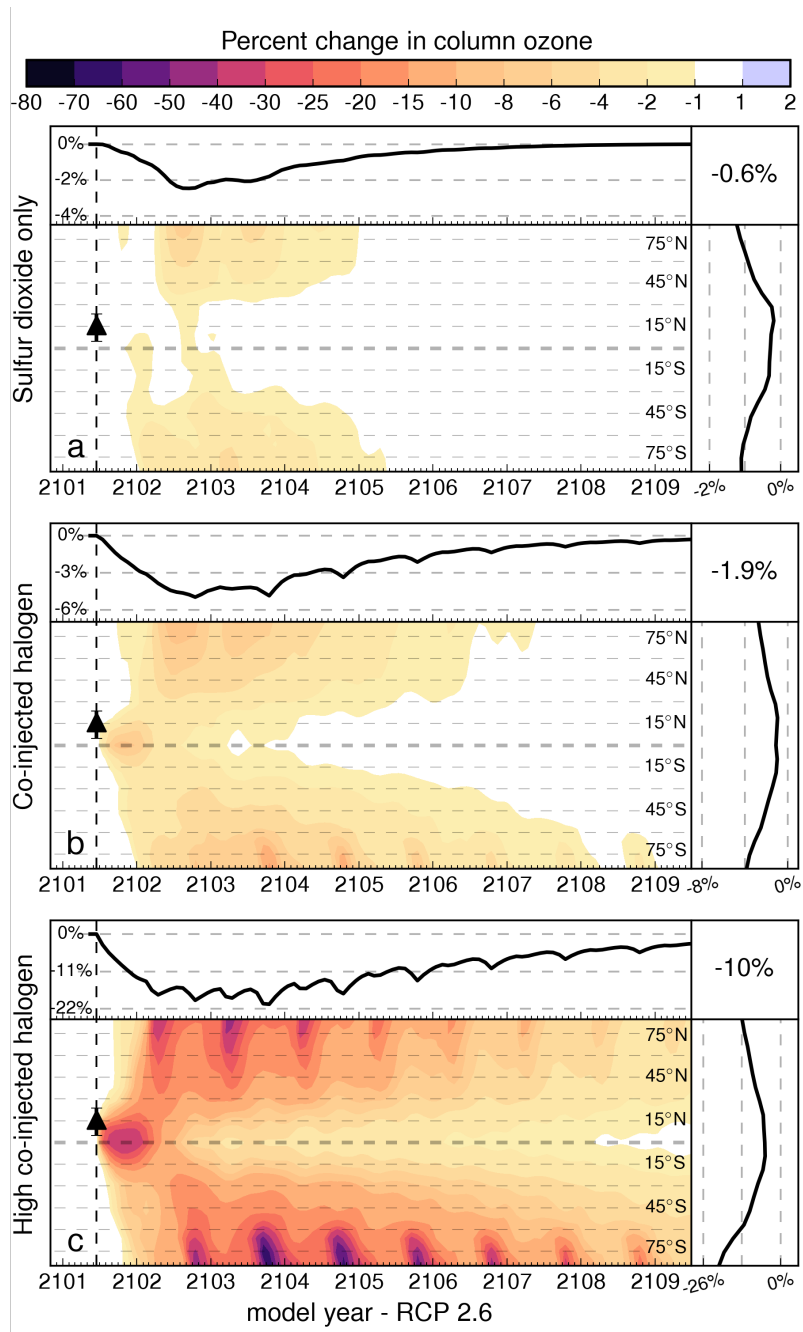 Percent change in column ozone
-80 -70 -60 -50 -40 -30 -25 -20 -15 -10 -8 -6 -4 -2 -1 1 2
Sulfur dioxide only
0%
-2%
-4%
-0.6%
75°N
45°N
15°N
15°S
45°S
75°S
a
2101 2102 2103 2104 2105 2106 2107 2108 2109
-2% 0%
Co-injected halogen
0%
-3%
-6%
-1.9%
75°N
45°N
15°N
15°S
45°S
75°S
b
2101 2102 2103 2104 2105 2106 2107 2108 2109
-8% 0%
High co-injected halogen
0%
-11%
-22%
-10%
75°N
45°N
15°N
15°S
45°S
75°S
c
2101 2102 2103 2104 2105 2106 2107 2108 2109
-26% 0%
model year - RCP 2.6